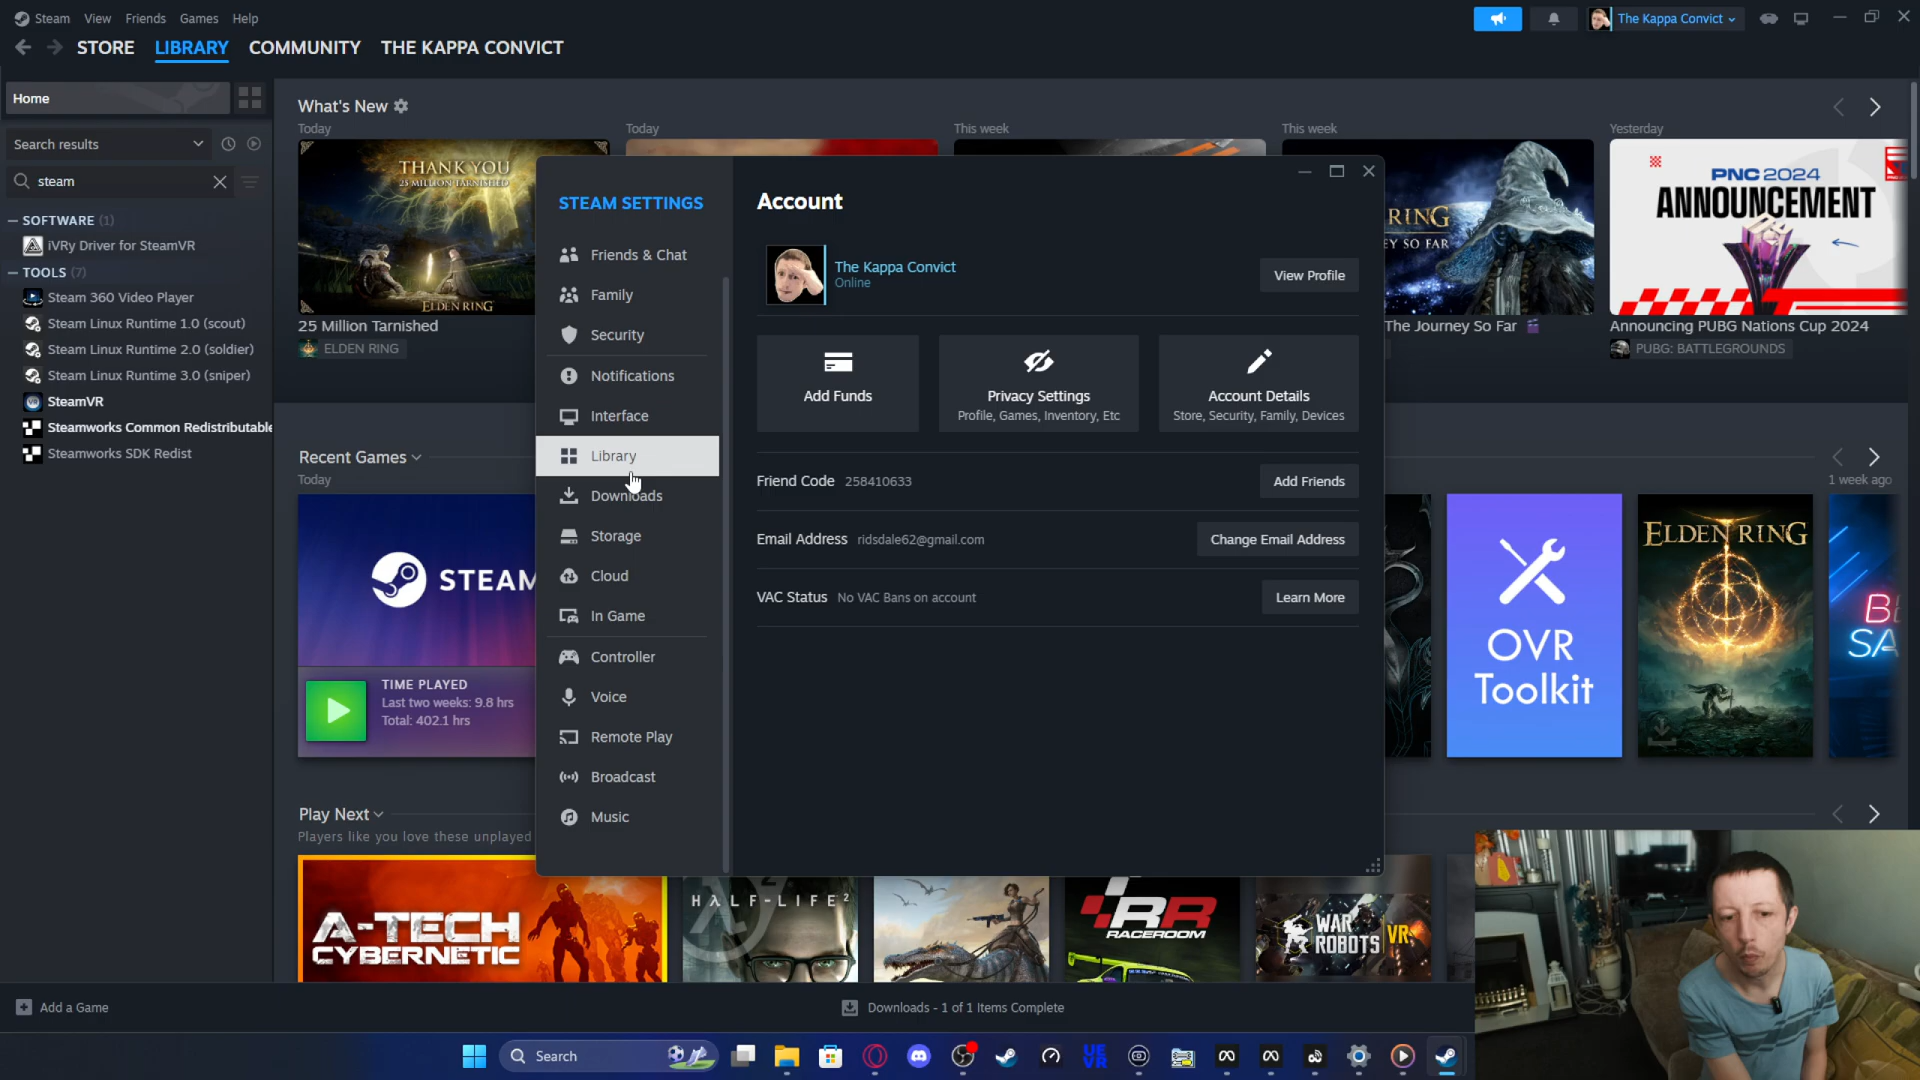 Steam View Friends Games Help
The Kappa Convict
STORE LIBRARY COMMUNITY THE KAPPA CONVICT
Home
Search results
steam
SOFTWARE (1)
iVRy Driver for SteamVR
TOOLS (7)
Steam 360 Video Player
Steam Linux Runtime 1.0 (scout)
Steam Linux Runtime 2.0 (soldier)
Steam Linux Runtime 3.0 (sniper)
SteamVR
Steamworks Common Redistributable
Steamworks SDK Redist
What's New
Today
Today
This week
This week
Yesterday
THANK YOU
25 MILLION TARNISHED
ELDEN RING
25 Million Tarnished
ELDEN RING
RING
EY SO FAR
The Journey So Far
PNC 2024
ANNOUNCEMENT
Announcing PUBG Nations Cup 2024
PUBG: BATTLEGROUNDS
STEAM SETTINGS
Friends & Chat
Family
Security
Notifications
Interface
Library
Downloads
Storage
Cloud
In Game
Controller
Voice
Remote Play
Broadcast
Music
Account
The Kappa Convict
Online
View Profile
Add Funds
Privacy Settings
Profile, Games, Inventory, Etc
Account Details
Store, Security, Family, Devices
Friend Code 258410633
Add Friends
Email Address ridsdale62@gmail.com
Change Email Address
VAC Status No VAC Bans on account
Learn More
Recent Games
Today
1 week ago
STEAM
TIME PLAYED
Last two weeks: 9.8 hrs
Total: 402.1 hrs
OVR
Toolkit
ELDEN RING
Play Next
Players like you love these unplayed
A-TECH
CYBERNETIC
HALF-LIFE 2
RR
RACEROOM
WAR
ROBOTS VR
Add a Game
Downloads - 1 of 1 Items Complete
Search
UE
VR